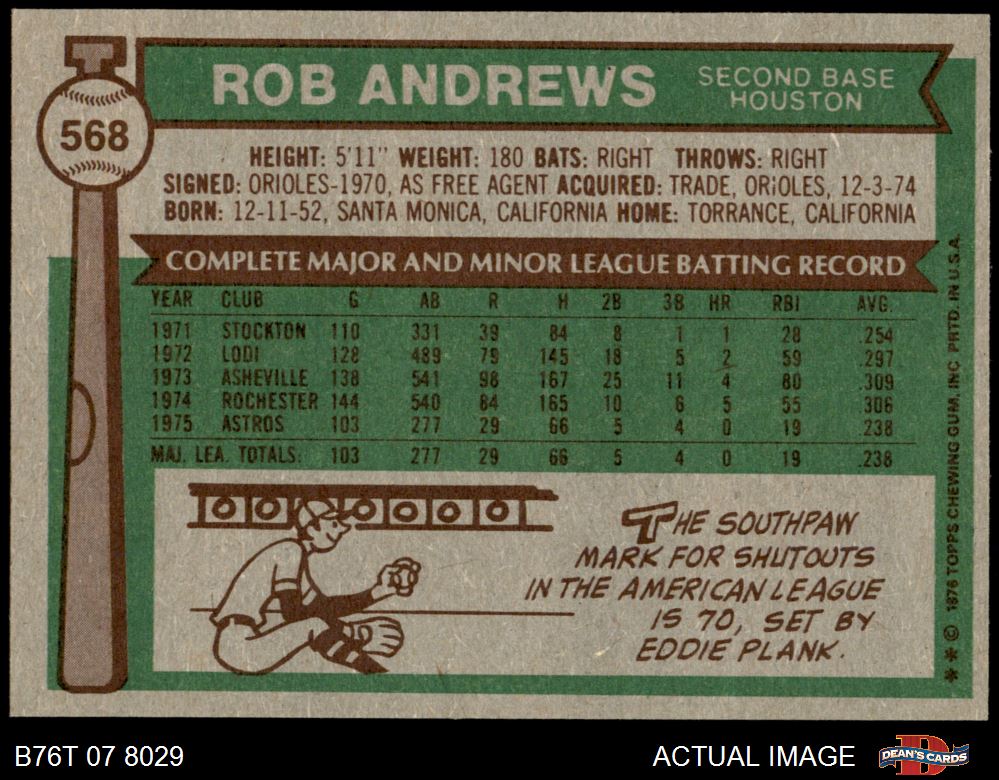 568
ROB ANDREWS
SECOND BASE
HOUSTON
HEIGHT: 5'11" WEIGHT: 180 BATS: RIGHT THROWS: RIGHT
SIGNED: ORIOLES-1970, AS FREE AGENT ACQUIRED: TRADE, ORIOLES, 12-3-74
BORN: 12-11-52, SANTA MONICA, CALIFORNIA HOME: TORRANCE, CALIFORNIA
COMPLETE MAJOR AND MINOR LEAGUE BATTING RECORD
YEAR CLUB G AB R H 2B 3B HR RBI AVG.
1971 STOCKTON 110 331 39 84 8 1 1 28 .254
1972 LODI 128 489 79 145 18 5 2 59 .297
1973 ASHEVILLE 138 541 98 167 25 11 4 80 .309
1974 ROCHESTER 144 540 84 165 10 6 5 55 .306
1975 ASTROS 103 277 29 66 5 4 0 19 .238
MAJ. LEA. TOTALS: 103 277 29 66 5 4 0 19 .238
0 0 0 0 0 0 0
THE SOUTHPAW
MARK FOR SHUTOUTS
IN THE AMERICAN LEAGUE
IS 70, SET BY
EDDIE PLANK.
** © 1976 TOPPS CHEWING GUM, INC. PRTD. IN U.S.A.
B76T 07 8029
ACTUAL IMAGE
DEAN'S CARDS